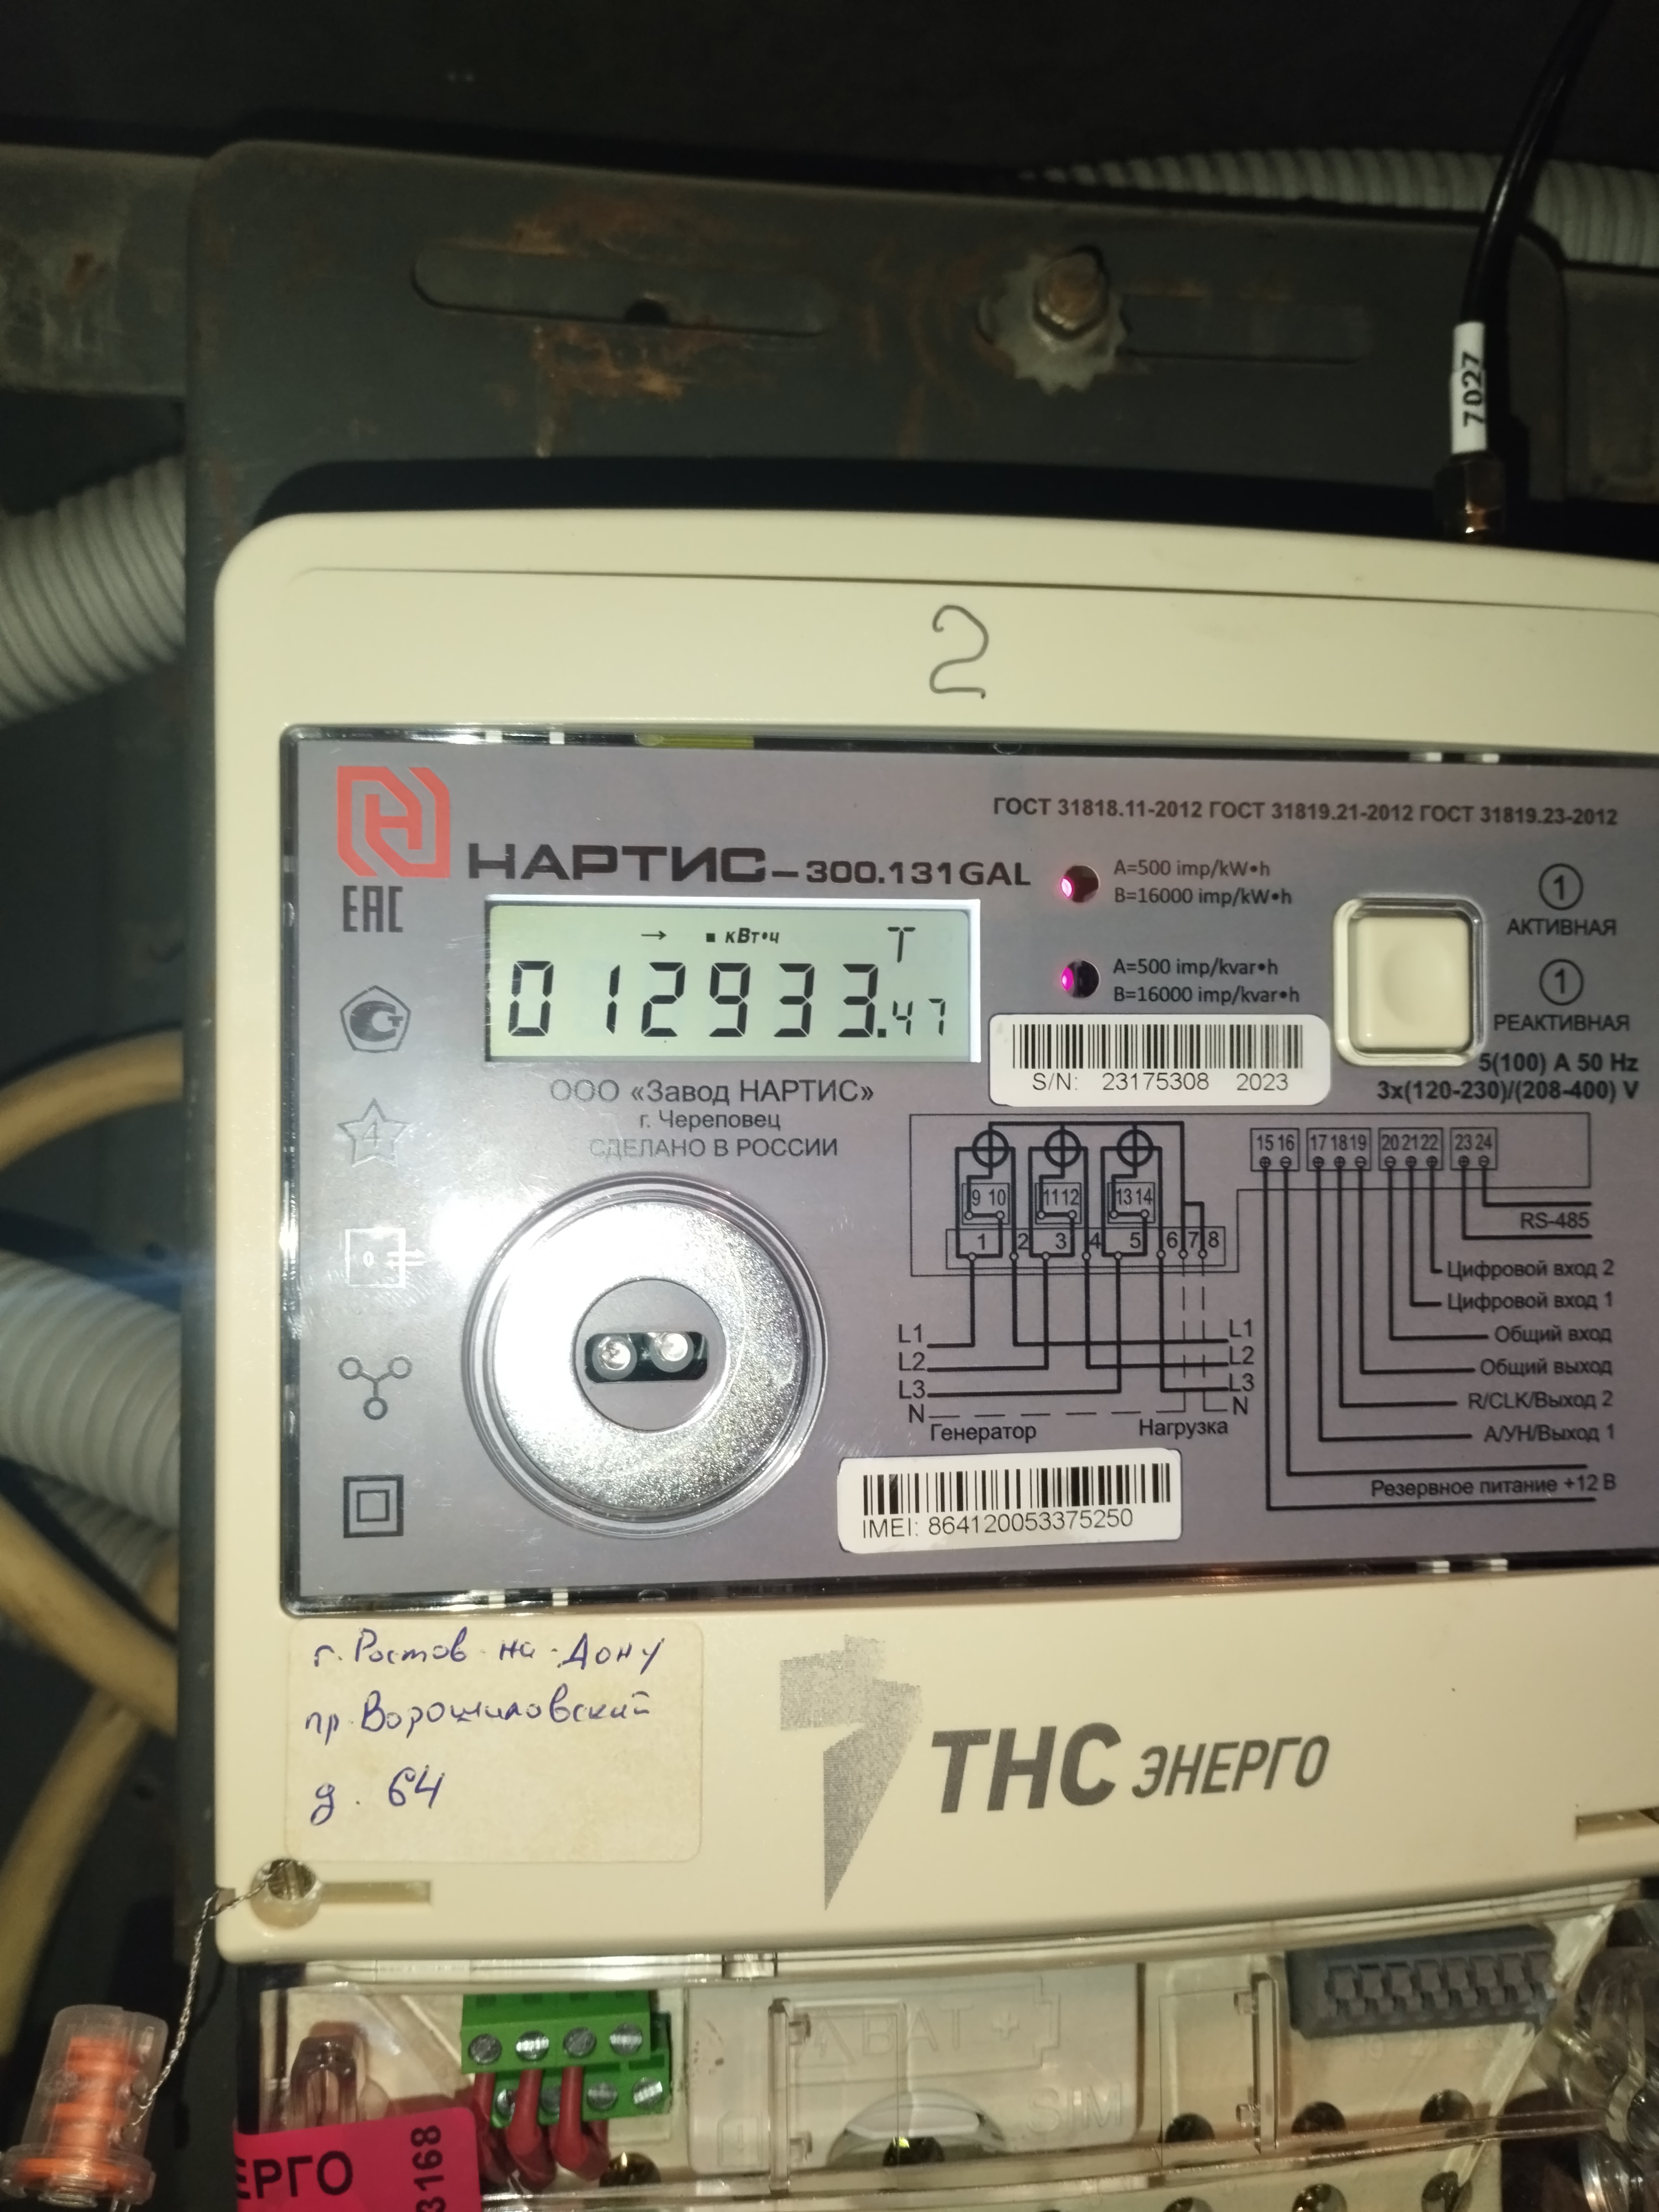 7027
2
ГОСТ 31818.11-2012 ГОСТ 31819.21-2012 ГОСТ 31819.23-2012
НАРТИС-300.131GAL
EAC
A=500 imp/kW•h
B=16000 imp/kW•h
1
АКТИВНАЯ
→ ■ кВт•ч T
012933.47
A=500 imp/kvar•h
B=16000 imp/kvar•h
1
РЕАКТИВНАЯ
S/N: 23175308 2023
5(100) A 50 Hz
3x(120-230)/(208-400) V
ООО «Завод НАРТИС»
г. Череповец
СДЕЛАНО В РОССИИ
4
0
15 16 17 18 19 20 21 22 23 24
9 10 11 12 13 14
1 2 3 4 5 6 7 8
RS-485
Цифровой вход 2
Цифровой вход 1
Общий вход
Общий выход
R/CLK/Выход 2
А/УН/Выход 1
Резервное питание +12 В
L1 L1
L2 L2
L3 L3
N N
Генератор Нагрузка
IMEI: 864120053375250
г. Ростов-на-Дону
пр. Ворошиловский
д. 64
ТНС ЭНЕРГО
BAT +
SIM
ЕРГО
3168